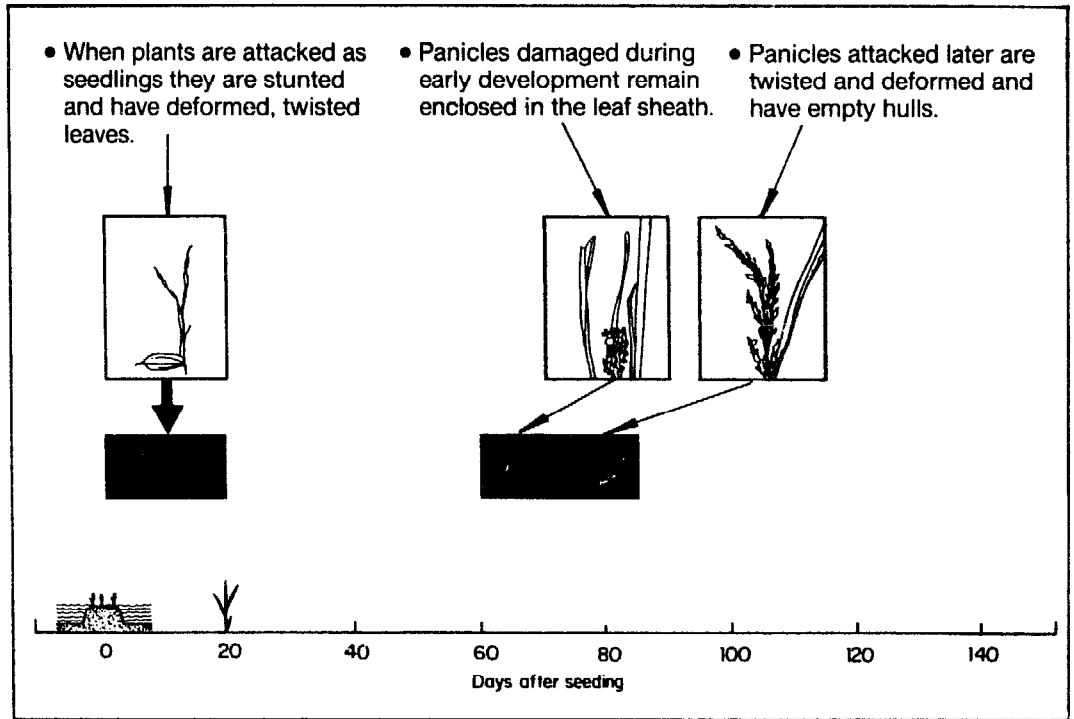 • When plants are attacked as
seedlings they are stunted
and have deformed, twisted
leaves.
• Panicles damaged during
early development remain
enclosed in the leaf sheath.
• Panicles attacked later are
twisted and deformed and
have empty hulls.
0 20 40 60 80 100 120 140
Days after seeding